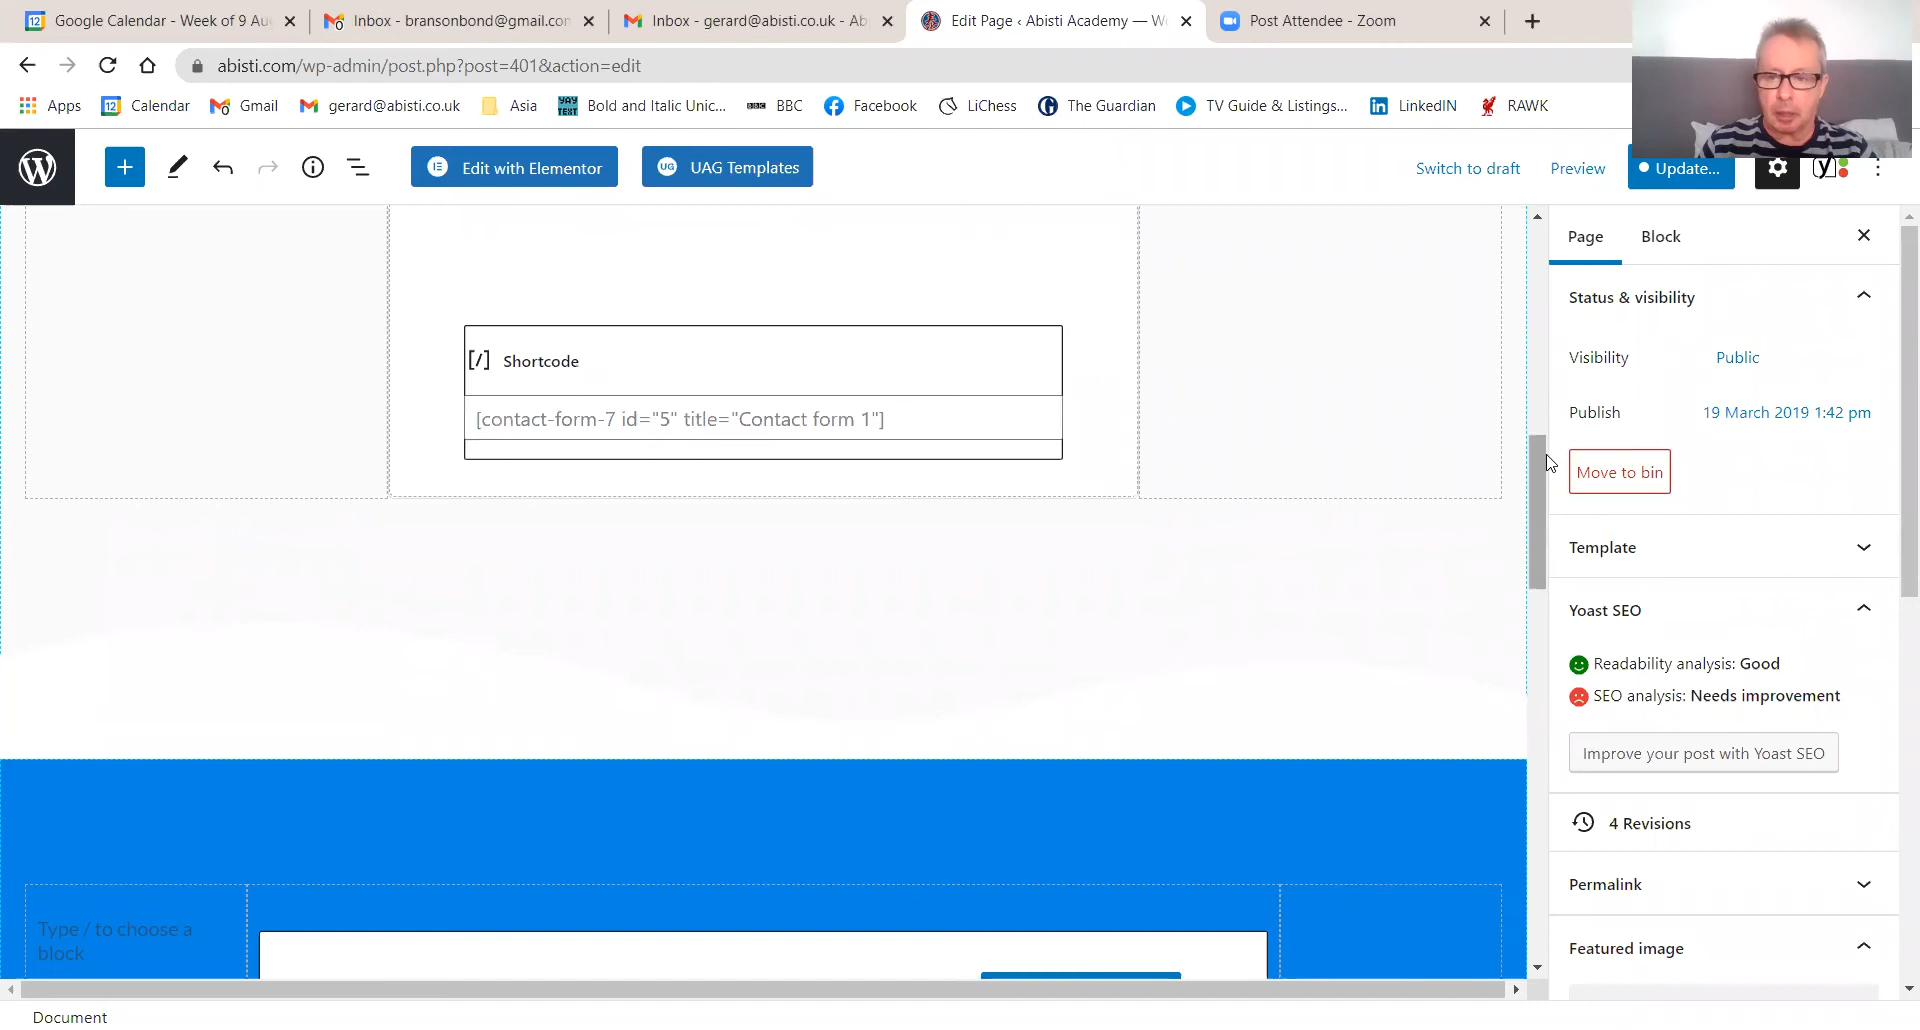 Google Calendar - Week of 9 Au
Inbox - bransonbond@gmail.con
Inbox - gerard@abisti.co.uk - Ab
Edit Page ‹ Abisti Academy — W
Post Attendee - Zoom
abisti.com/wp-admin/post.php?post=401&action=edit
Apps
Calendar
Gmail
gerard@abisti.co.uk
Asia
Bold and Italic Unic...
BBC
Facebook
LiChess
The Guardian
TV Guide & Listings...
LinkedIN
RAWK
Edit with Elementor
UAG Templates
Switch to draft
Preview
Update...
Page
Block
Status & visibility
Visibility
Public
Publish
19 March 2019 1:42 pm
Move to bin
Template
Yoast SEO
Readability analysis: Good
SEO analysis: Needs improvement
Improve your post with Yoast SEO
4 Revisions
Permalink
Featured image
[/] Shortcode
[contact-form-7 id="5" title="Contact form 1"]
Type / to choose a
block
Document